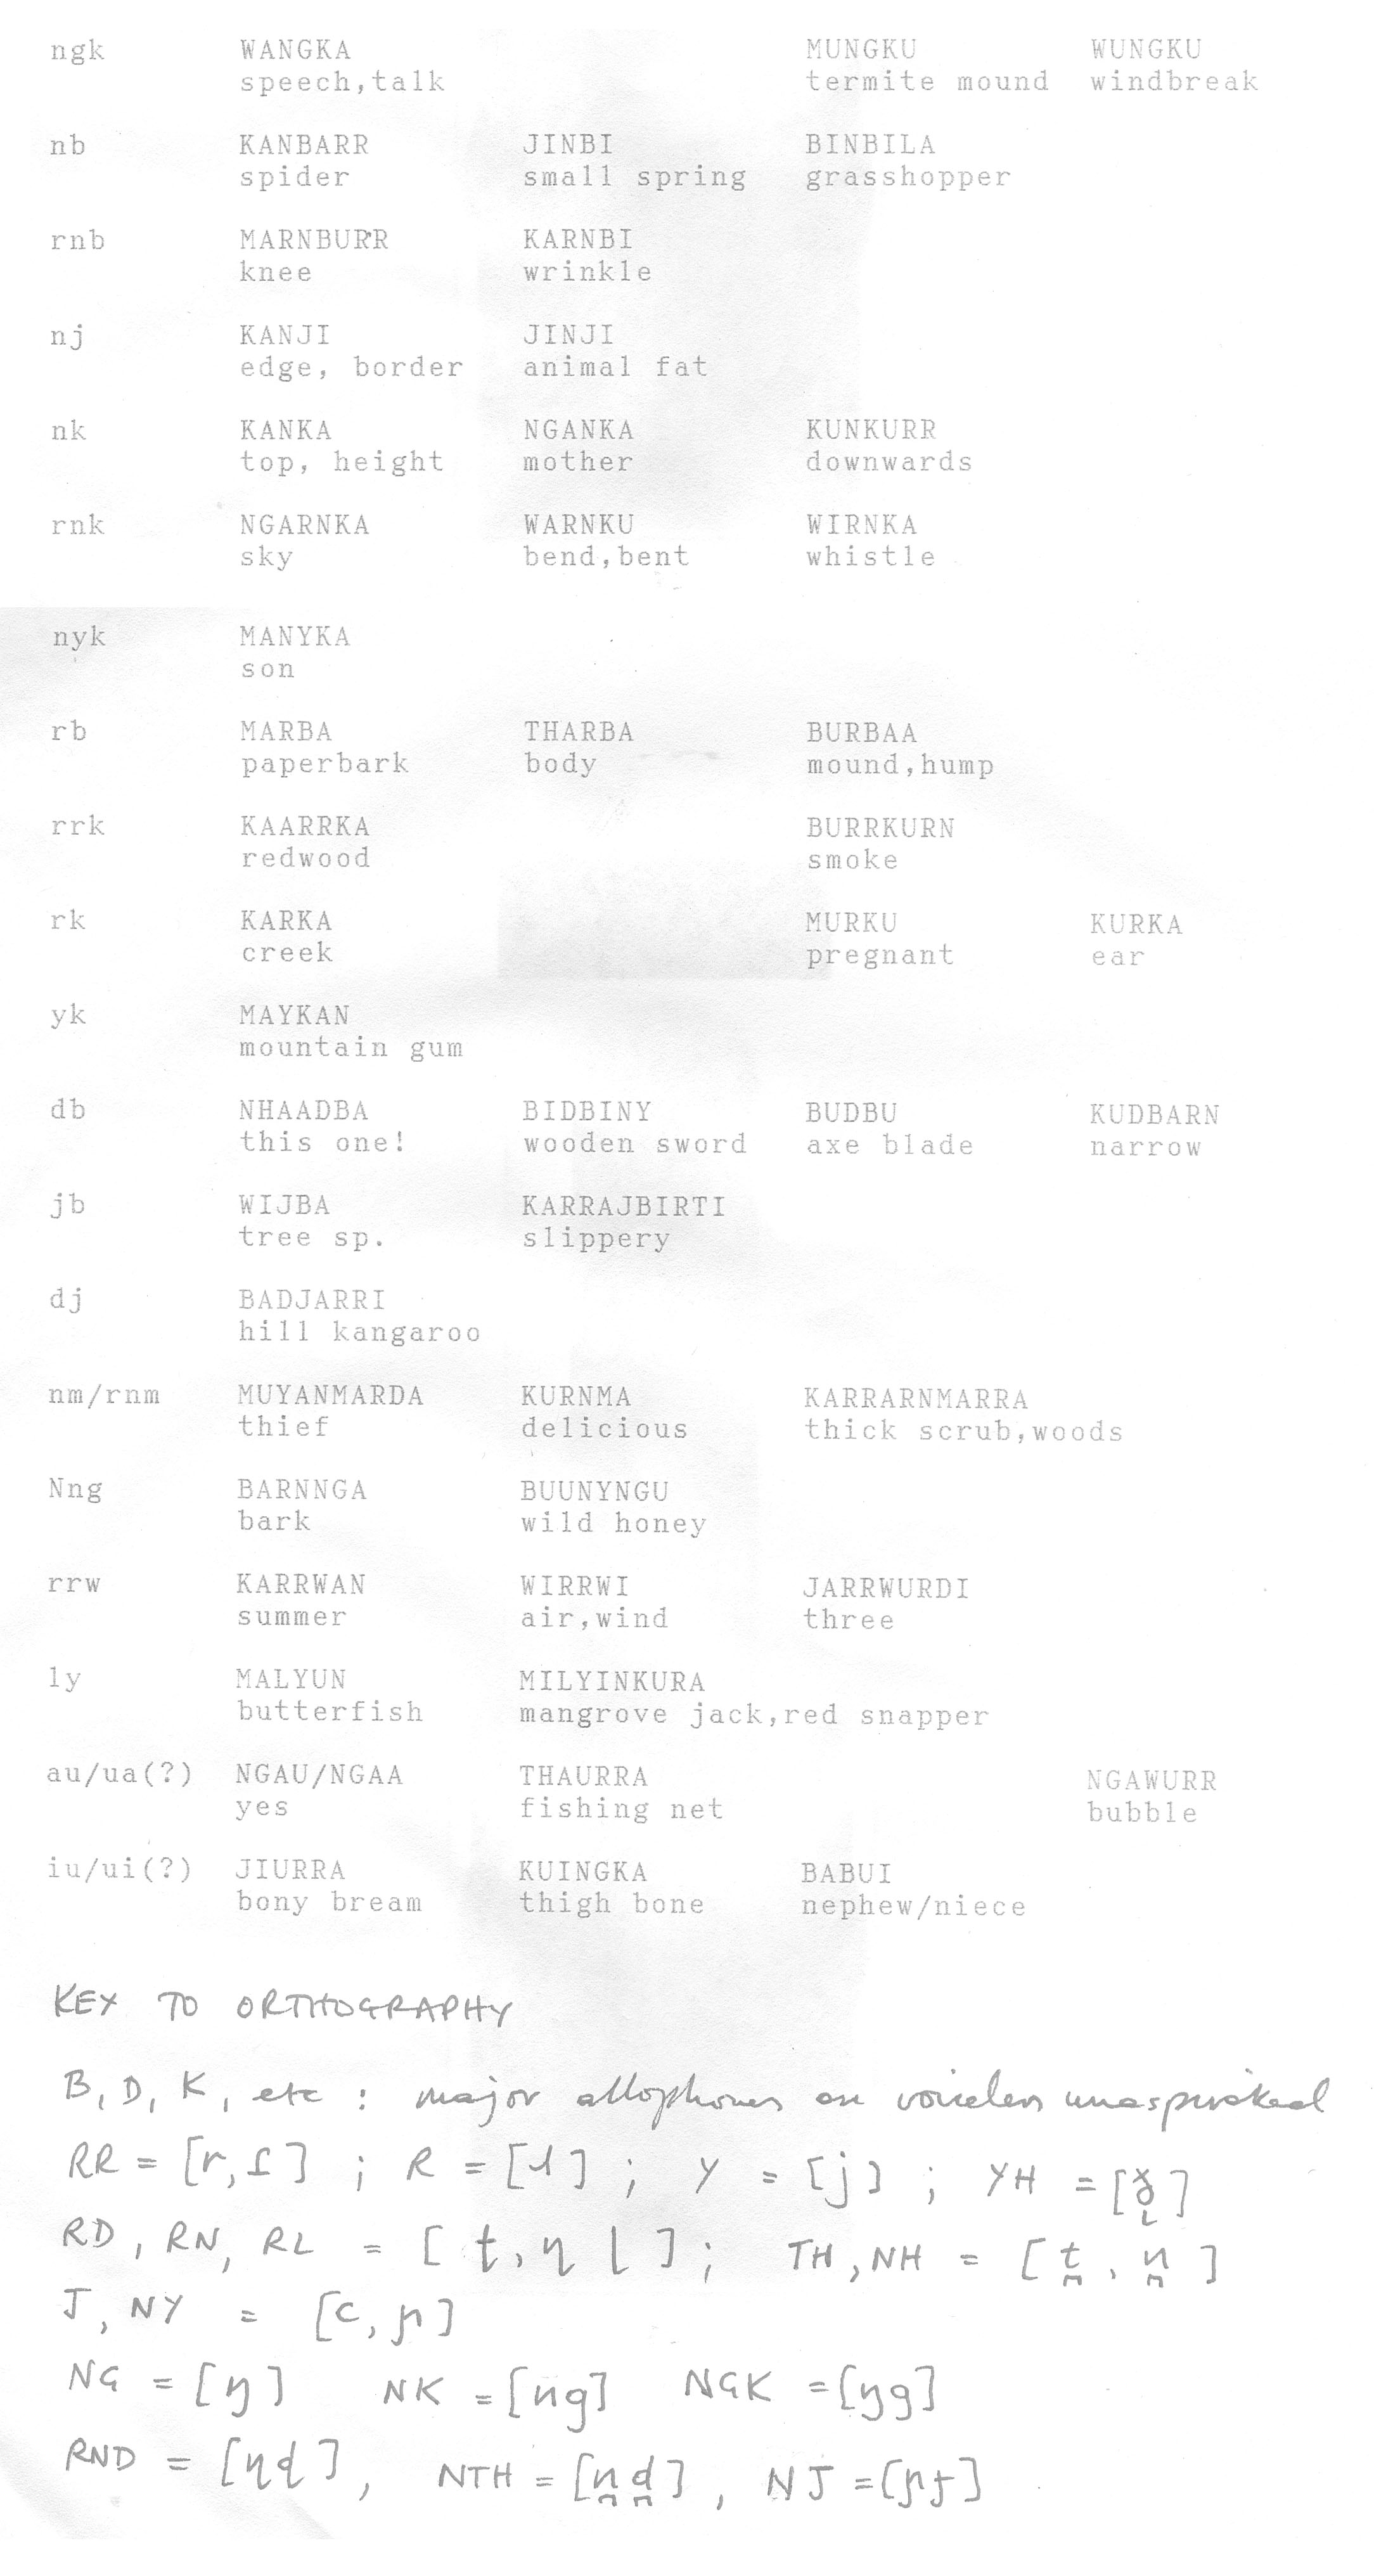 ngk WANGKA MUNGKU WUNGKU
speech,talk termite mound windbreak
nb KANBARR JINBI BINBILA
spider small spring grasshopper
rnb MARNBURR KARNBI
knee wrinkle
nj KANJI JINJI
edge, border animal fat
nk KANKA NGANKA KUNKURR
top, height mother downwards
rnk NGARNKA WARNKU WIRNKA
sky bend,bent whistle
nyk MANYKA
son
rb MARBA THARBA BURBAA
paperbark body mound,hump
rrk KAARRKA BURRKURN
redwood smoke
rk KARKA MURKU KURKA
creek pregnant ear
yk MAYKAN
mountain gum
db NHAADBA BIDBINY BUDBU KUDBARN
this one! wooden sword axe blade narrow
jb WIJBA KARRAJBIRTI
tree sp. slippery
dj BADJARRI
hill kangaroo
nm/rnm MUYANMARDA KURNMA KARRARNMARRA
thief delicious thick scrub,woods
Nng BARNNGA BUUNYNGU
bark wild honey
rrw KARRWAN WIRRWI JARRWURDI
summer air,wind three
ly MALYUN MILYINKURA
butterfish mangrove jack,red snapper
au/ua(?) NGAU/NGAA THAURRA NGAWURR
yes fishing net bubble
iu/ui(?) JIURRA KUINGKA BABUI
bony bream thigh bone nephew/niece
KEY TO ORTHOGRAPHY
B, D, K, etc : major allophones are voiceless unaspirated
RR = [r, ɾ] ; R = [ɻ] ; Y = [j] ; YH = [ɣ̪]
RD, RN, RL = [ ʈ, ɳ ɭ ] ; TH, NH = [ t̪, n̪ ]
J, NY = [c, ɲ]
NG = [ŋ] NK = [ng] NGK = [ŋg]
RND = [ɳɖ], NTH = [n̪d̪], NJ = [ɲɟ]